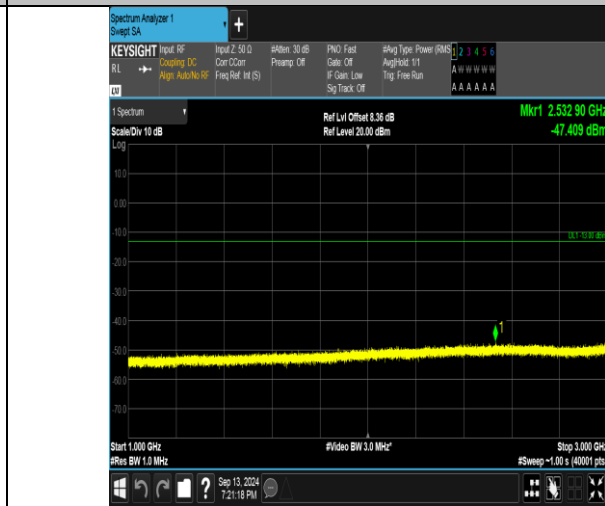 Spectrum Analyzer 1
Swept SA
+
KEYSIGHT Input: RF Input Z: 50 Ω #Atten: 30 dB PNO: Fast #Avg Type: Power (RMS 1 2 3 4 5 6
RL Coupling: DC Corr CCorr Preamp: Off Gate: Off Avg|Hold: 1/1 A W W W W W
Align: Auto/No RF Freq Ref: Int (S) IF Gain: Low Trig: Free Run
LXI Sig Track: Off A A A A A A
1 Spectrum Ref Lvl Offset 8.36 dB Mkr1 2.532 90 GHz
Scale/Div 10 dB Ref Level 20.00 dBm -47.409 dBm
Log
10.0
0.00
-10.0
DL1 -13.00 dBm
-20.0
-30.0
-40.0
1
-50.0
-60.0
-70.0
Start 1.000 GHz #Video BW 3.0 MHz* Stop 3.000 GHz
#Res BW 1.0 MHz #Sweep ~1.00 s (40001 pts
? Sep 13, 2024
7:21:18 PM